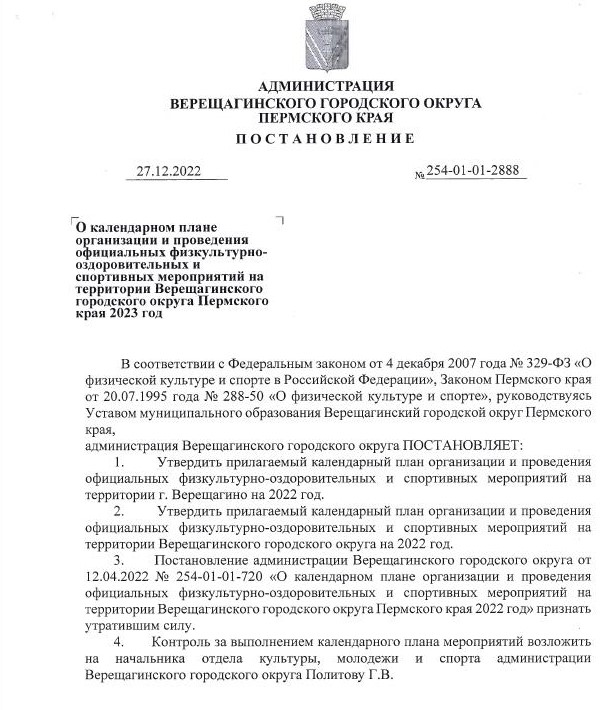 АДМИНИСТРАЦИЯ
ВЕРЕЩАГИНСКОГО ГОРОДСКОГО ОКРУГА
ПЕРМСКОГО КРАЯ
П О С Т А Н О В Л Е Н И Е
27.12.2022 № 254-01-01-2888
О календарном плане
организации и проведения
официальных физкультурно-
оздоровительных и
спортивных мероприятий на
территории Верещагинского
городского округа Пермского
края 2023 год
В соответствии с Федеральным законом от 4 декабря 2007 года № 329-ФЗ «О
физической культуре и спорте в Российской Федерации», Законом Пермского края
от 20.07.1995 года № 288-50 «О физической культуре и спорте», руководствуясь
Уставом муниципального образования Верещагинский городской округ Пермского
края,
администрация Верещагинского городского округа ПОСТАНОВЛЯЕТ:
1. Утвердить прилагаемый календарный план организации и проведения
официальных физкультурно-оздоровительных и спортивных мероприятий на
территории г. Верещагино на 2022 год.
2. Утвердить прилагаемый календарный план организации и проведения
официальных физкультурно-оздоровительных и спортивных мероприятий на
территории Верещагинского городского округа на 2022 год.
3. Постановление администрации Верещагинского городского округа от
12.04.2022 № 254-01-01-720 «О календарном плане организации и проведения
официальных физкультурно-оздоровительных и спортивных мероприятий на
территории Верещагинского городского округа Пермского края 2022 год» признать
утратившим силу.
4. Контроль за выполнением календарного плана мероприятий возложить
на начальника отдела культуры, молодежи и спорта администрации
Верещагинского городского округа Политову Г.В.